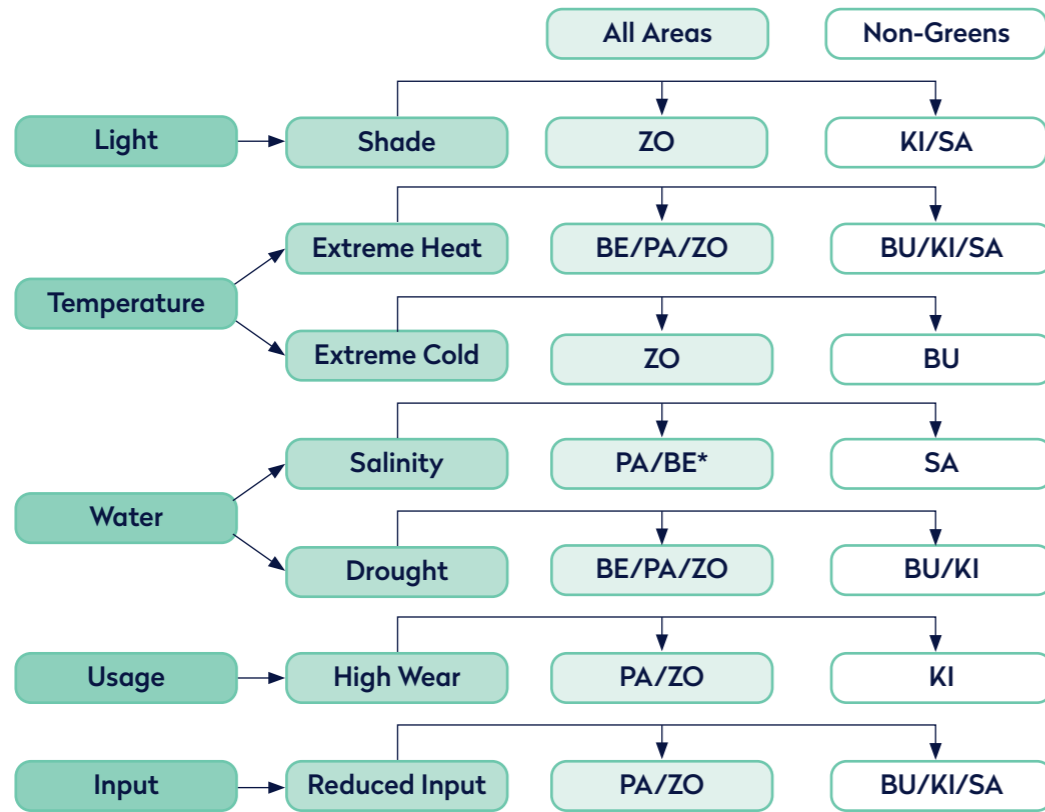 All Areas
Non-Greens
Light
Shade
ZO
KI/SA
Temperature
Extreme Heat
BE/PA/ZO
BU/KI/SA
Extreme Cold
ZO
BU
Water
Salinity
PA/BE*
SA
Drought
BE/PA/ZO
BU/KI
Usage
High Wear
PA/ZO
KI
Input
Reduced Input
PA/ZO
BU/KI/SA